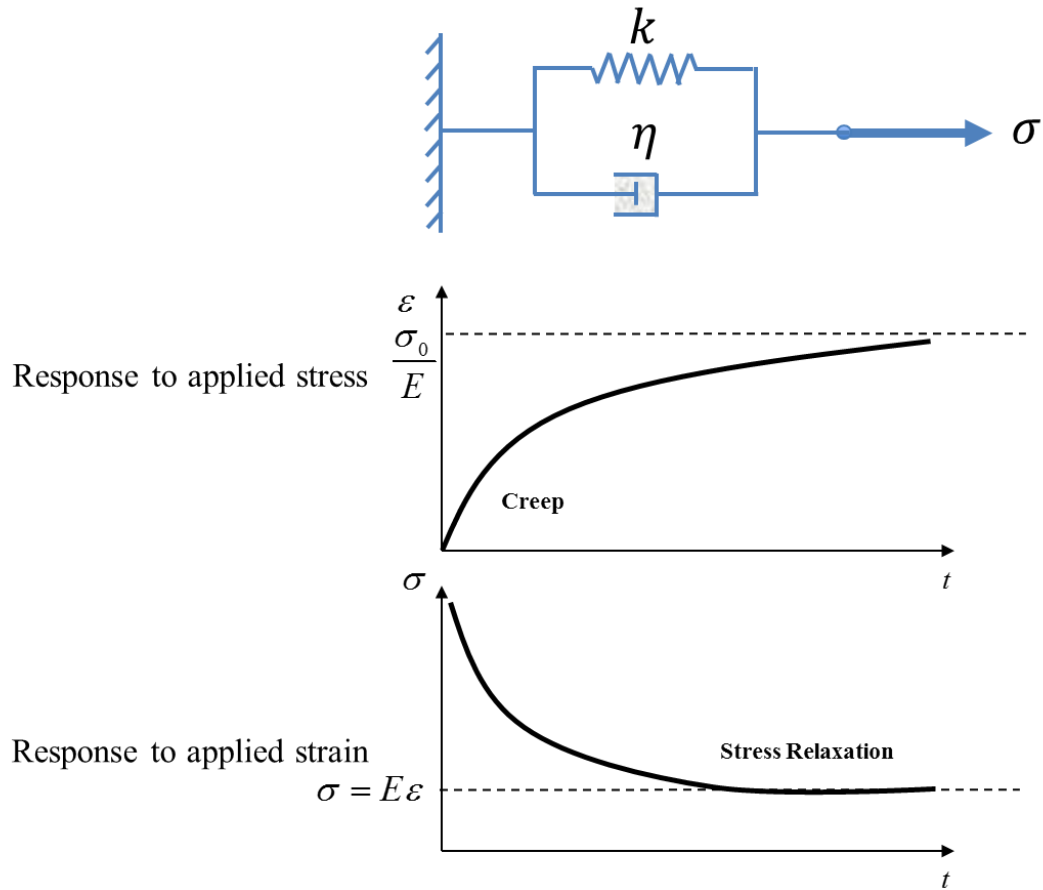 k
η
σ
ε
σ₀
E
Response to applied stress
Creep
t
σ
Response to applied strain
Stress Relaxation
σ = Eε
t